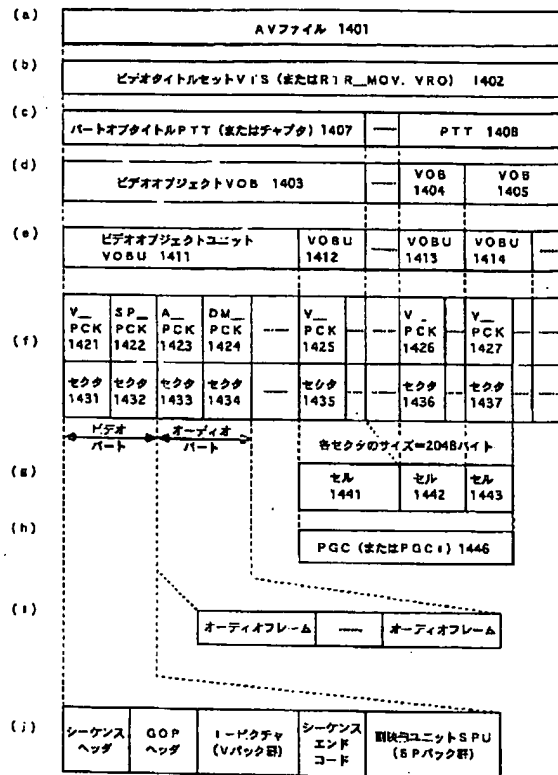 (a)
AVファイル 1401
(b)
ビデオタイトルセットVTS (またはRTR__MOV. VRO) 1402
(c)
パートオブタイトルPTT (またはチャプタ) 1407
PTT 1408
(d)
ビデオオブジェクトVOB 1403
VOB
1404
VOB
1405
(e)
ビデオオブジェクトユニット
VOBU 1411
VOBU
1412
VOBU
1413
VOBU
1414
(f)
V__
PCK
1421
SP__
PCK
1422
A__
PCK
1423
DM__
PCK
1424
V__
PCK
1425
V_
PCK
1426
V__
PCK
1427
セクタ
1431
セクタ
1432
セクタ
1433
セクタ
1434
セクタ
1435
セクタ
1436
セクタ
1437
ビデオ
パート
オーディオ
パート
各セクタのサイズ=2048バイト
(g)
セル
1441
セル
1442
セル
1443
(h)
PGC (またはPGCI) 1446
(i)
オーディオフレーム
オーディオフレーム
(j)
シーケンス
ヘッダ
GOP
ヘッダ
I-ピクチャ
(Vパック群)
シーケンス
エンド
コード
副映像ユニットSPU
(SPパック群)